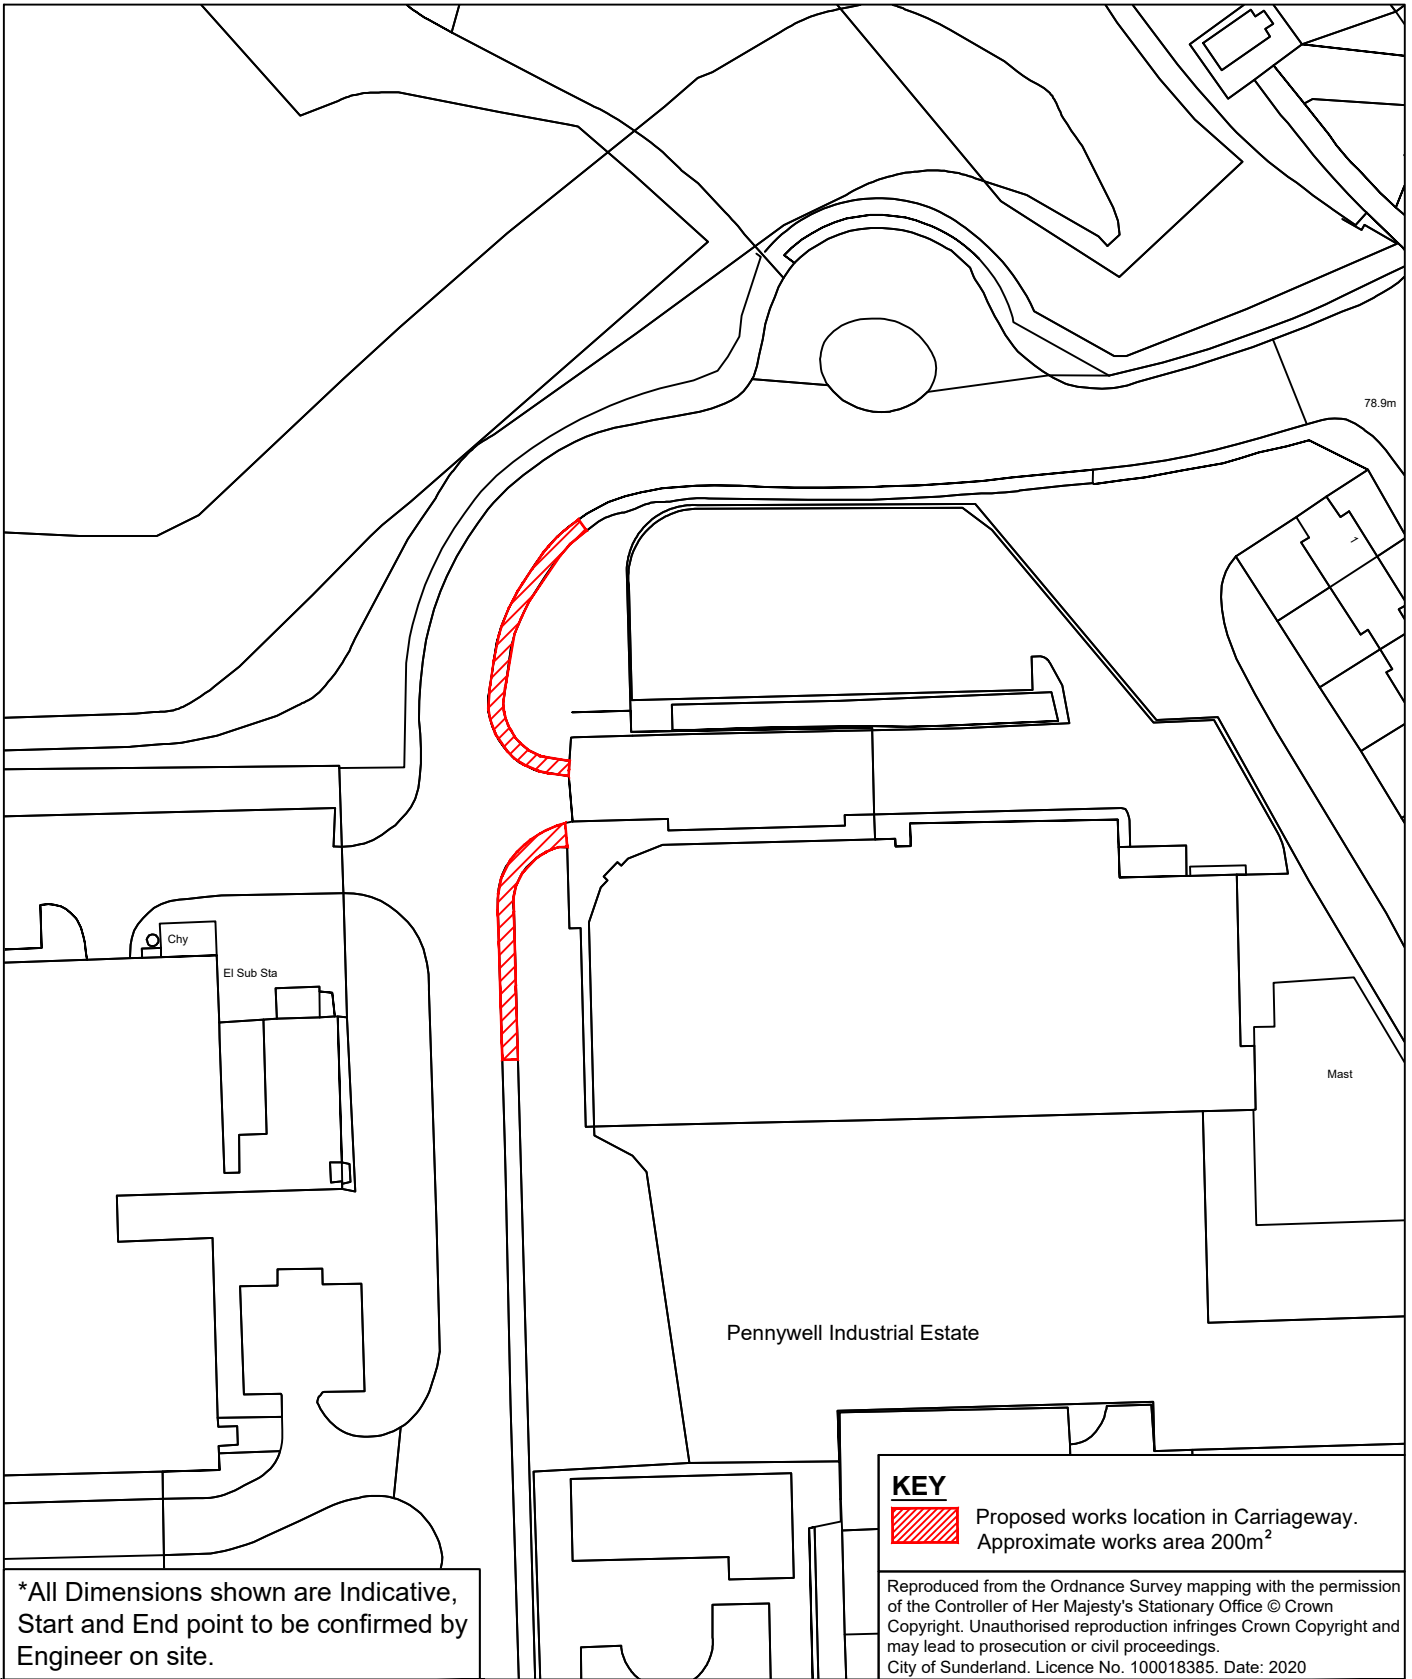 78.9m
1
Chy
El Sub Sta
Mast
Pennywell Industrial Estate
KEY
Proposed works location in Carriageway.
Approximate works area 200m²
*All Dimensions shown are Indicative,
Start and End point to be confirmed by
Engineer on site.
Reproduced from the Ordnance Survey mapping with the permission
of the Controller of Her Majesty's Stationary Office © Crown
Copyright. Unauthorised reproduction infringes Crown Copyright and
may lead to prosecution or civil proceedings.
City of Sunderland. Licence No. 100018385. Date: 2020